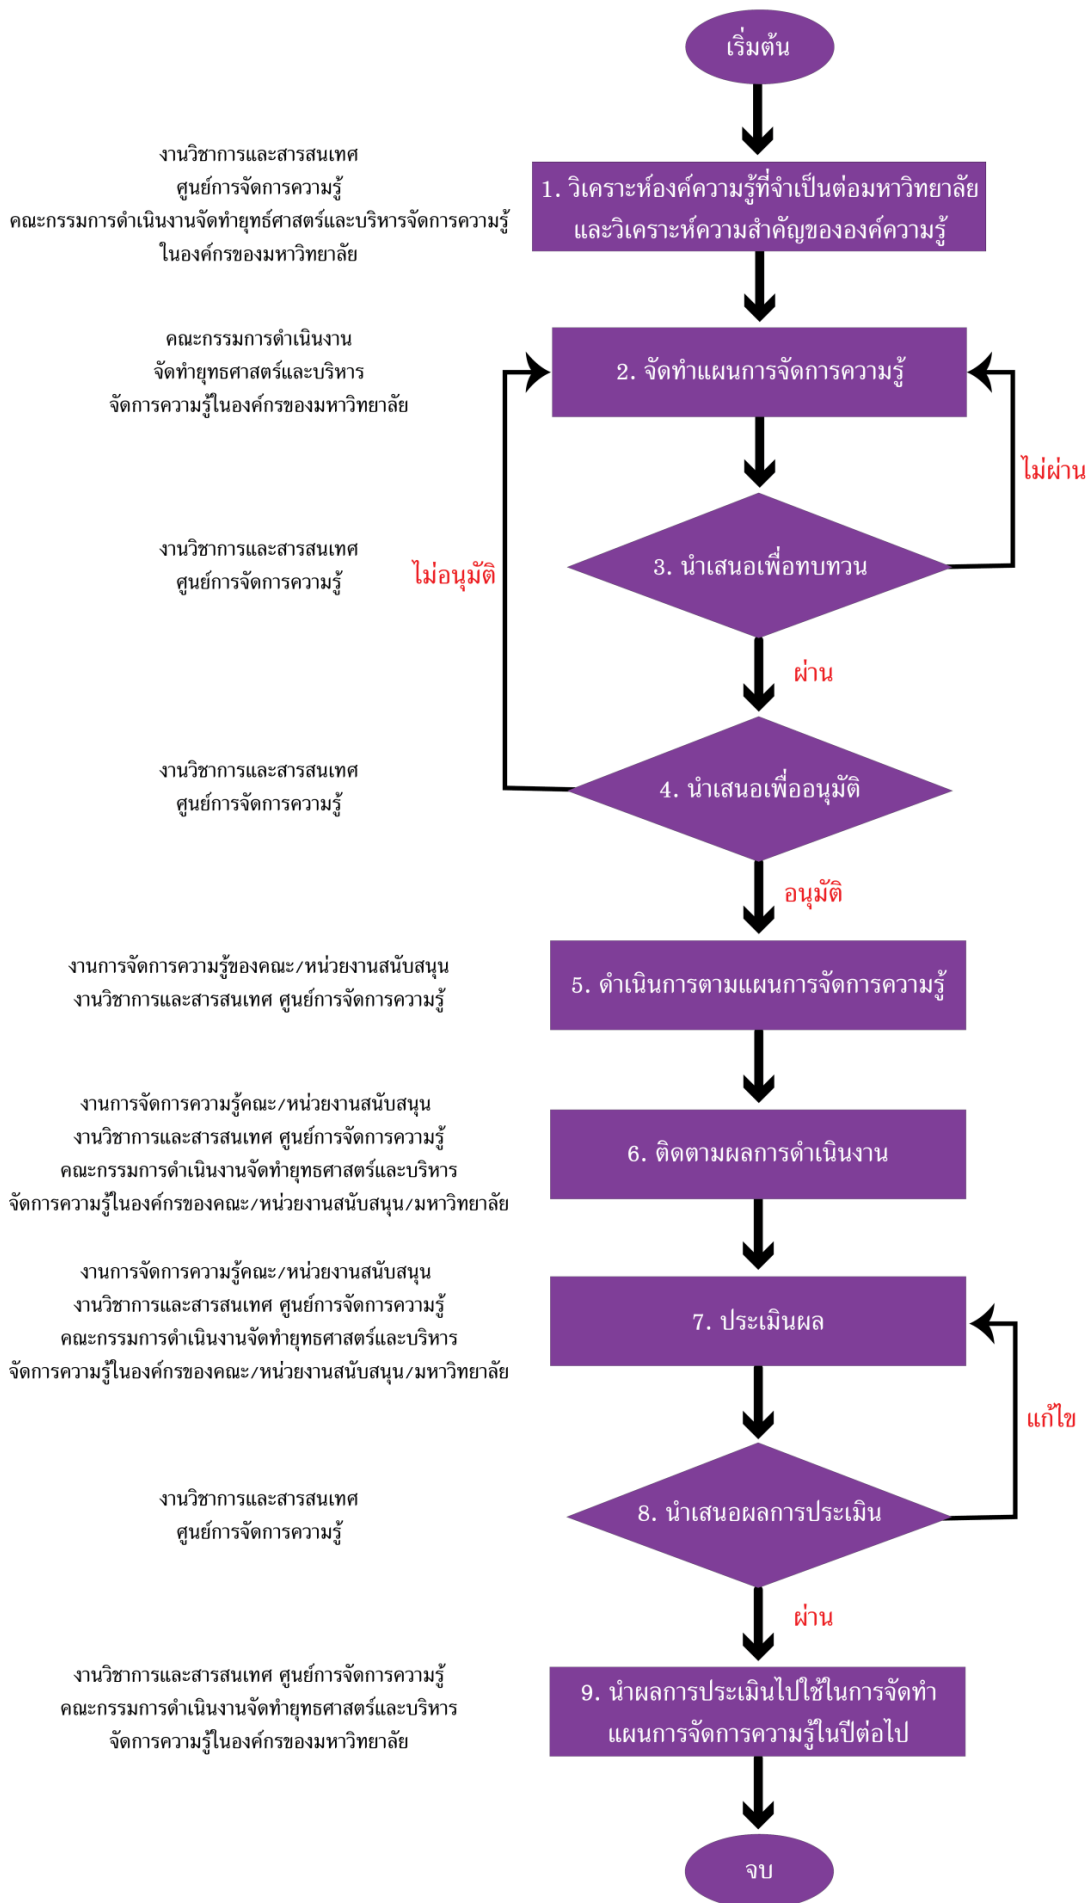 เริ่มต้น
งานวิชาการและสารสนเทศ
ศูนย์การจัดการความรู้
คณะกรรมการดำเนินงานจัดทำยุทธ์ศาสตร์และบริหารจัดการความรู้
ในองค์กรของมหาวิทยาลัย
1. วิเคราะห์องค์ความรู้ที่จำเป็นต่อมหาวิทยาลัย
และวิเคราะห์ความสำคัญขององค์ความรู้
คณะกรรมการดำเนินงาน
จัดทำยุทธศาสตร์และบริหาร
จัดการความรู้ในองค์กรของมหาวิทยาลัย
2. จัดทำแผนการจัดการความรู้
ไม่ผ่าน
งานวิชาการและสารสนเทศ
ศูนย์การจัดการความรู้
ไม่อนุมัติ
3. นำเสนอเพื่อทบทวน
ผ่าน
งานวิชาการและสารสนเทศ
ศูนย์การจัดการความรู้
4. นำเสนอเพื่ออนุมัติ
อนุมัติ
งานการจัดการความรู้ของคณะ/หน่วยงานสนับสนุน
งานวิชาการและสารสนเทศ ศูนย์การจัดการความรู้
5. ดำเนินการตามแผนการจัดการความรู้
งานการจัดการความรู้คณะ/หน่วยงานสนับสนุน
งานวิชาการและสารสนเทศ ศูนย์การจัดการความรู้
คณะกรรมการดำเนินงานจัดทำยุทธศาสตร์และบริหาร
จัดการความรู้ในองค์กรของคณะ/หน่วยงานสนับสนุน/มหาวิทยาลัย
6. ติดตามผลการดำเนินงาน
งานการจัดการความรู้คณะ/หน่วยงานสนับสนุน
งานวิชาการและสารสนเทศ ศูนย์การจัดการความรู้
คณะกรรมการดำเนินงานจัดทำยุทธศาสตร์และบริหาร
จัดการความรู้ในองค์กรของคณะ/หน่วยงานสนับสนุน/มหาวิทยาลัย
7. ประเมินผล
แก้ไข
งานวิชาการและสารสนเทศ
ศูนย์การจัดการความรู้
8. นำเสนอผลการประเมิน
ผ่าน
งานวิชาการและสารสนเทศ ศูนย์การจัดการความรู้
คณะกรรมการดำเนินงานจัดทำยุทธศาสตร์และบริหาร
จัดการความรู้ในองค์กรของมหาวิทยาลัย
9. นำผลการประเมินไปใช้ในการจัดทำ
แผนการจัดการความรู้ในปีต่อไป
จบ